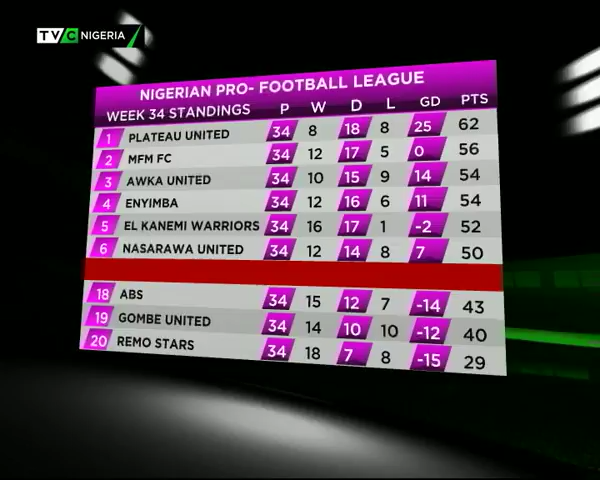 TVC NIGERIA
NIGERIAN PRO- FOOTBALL LEAGUE
WEEK 34 STANDINGS P W D L GD PTS
1 PLATEAU UNITED 34 8 18 8 25 62
2 MFM FC 34 12 17 5 0 56
3 AWKA UNITED 34 10 15 9 14 54
4 ENYIMBA 34 12 16 6 11 54
5 EL KANEMI WARRIORS 34 16 17 1 -2 52
6 NASARAWA UNITED 34 12 14 8 7 50
18 ABS 34 15 12 7 -14 43
19 GOMBE UNITED 34 14 10 10 -12 40
20 REMO STARS 34 18 7 8 -15 29